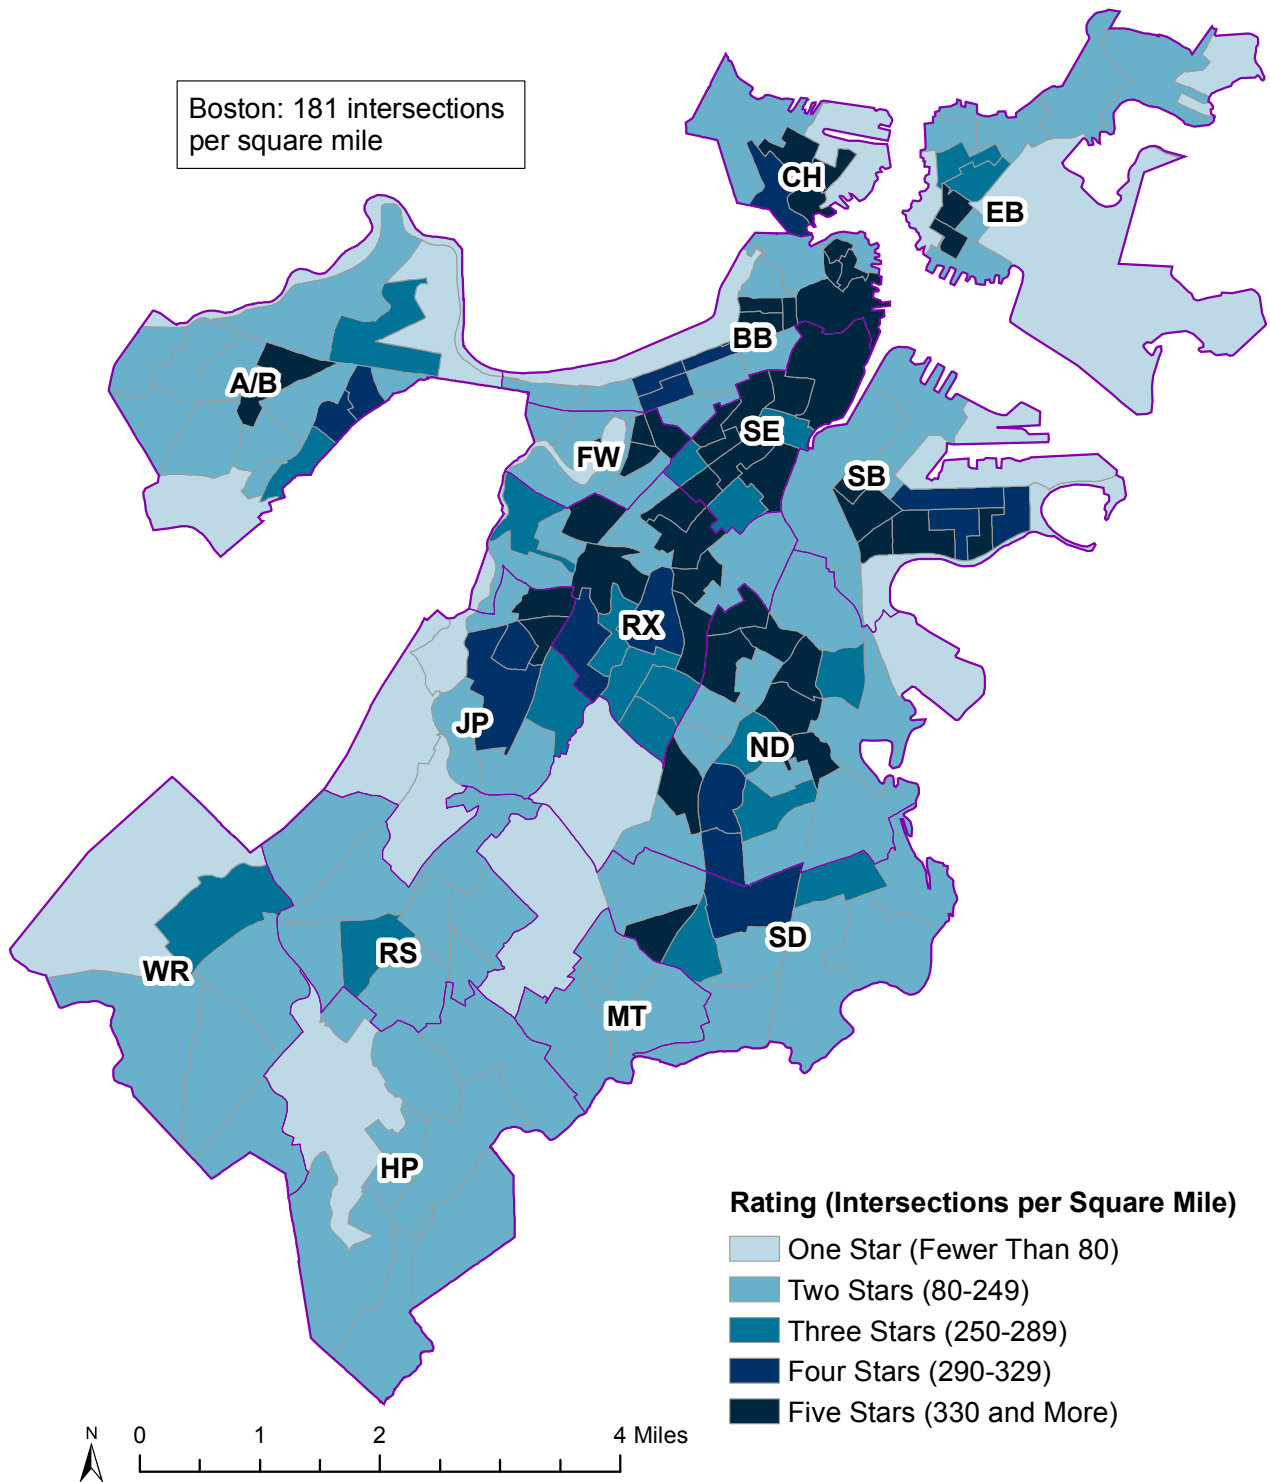 Boston: 181 intersections
per square mile
CH
EB
BB
A/B
SE
FW
SB
RX
JP
ND
SD
RS
WR
MT
HP
Rating (Intersections per Square Mile)
One Star (Fewer Than 80)
Two Stars (80-249)
Three Stars (250-289)
Four Stars (290-329)
Five Stars (330 and More)
N
0 1 2 4 Miles